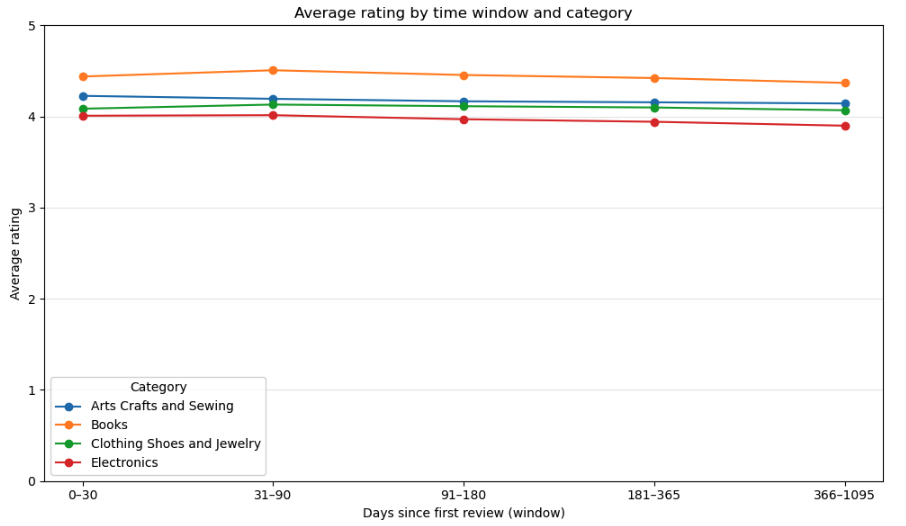 Average rating by time window and category
5
4
3
2
1
0
Average rating
Category
Arts Crafts and Sewing
Books
Clothing Shoes and Jewelry
Electronics
0–30
31–90
91–180
181–365
366–1095
Days since first review (window)